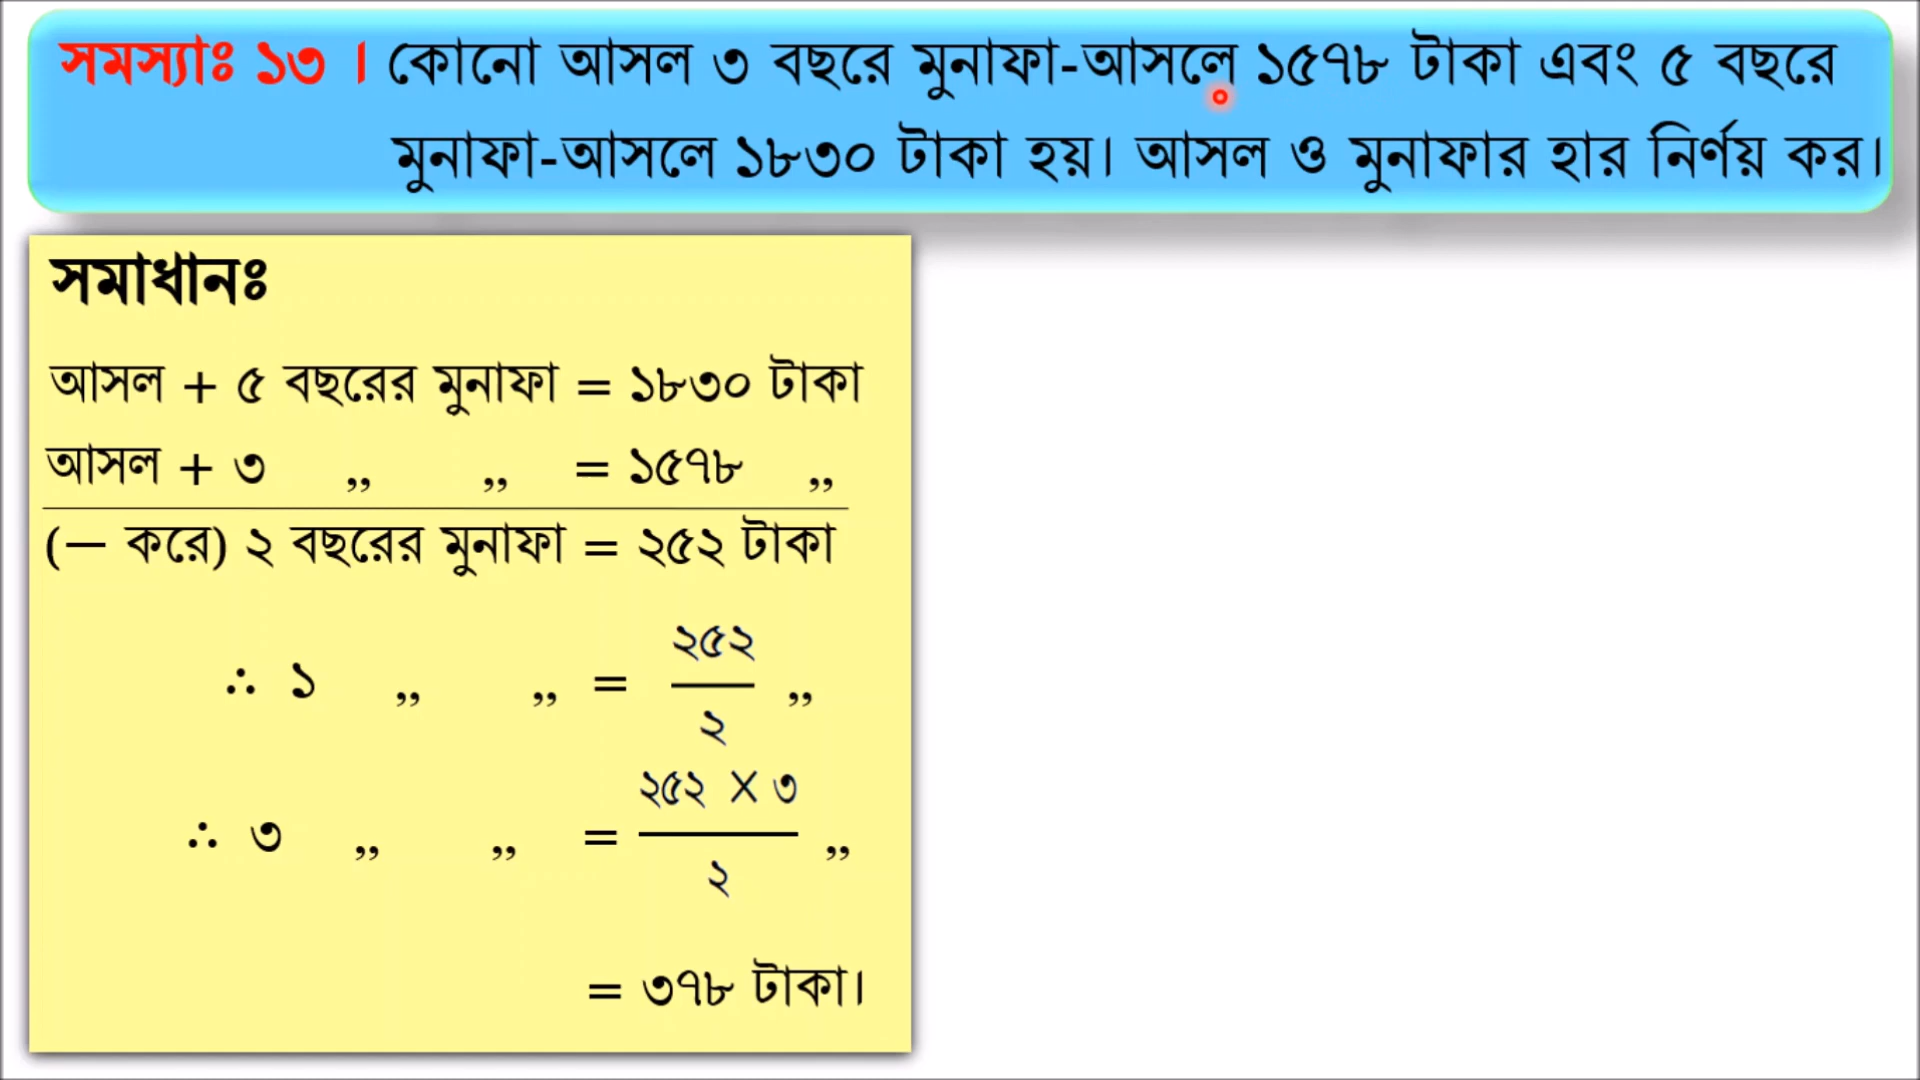 সমস্যাঃ ১৩ । কোনো আসল ৩ বছরে মুনাফা-আসলে ১৫৭৮ টাকা এবং ৫ বছরে
মুনাফা-আসলে ১৮৩০ টাকা হয়। আসল ও মুনাফার হার নির্ণয় কর।
সমাধানঃ
আসল + ৫ বছরের মুনাফা = ১৮৩০ টাকা
আসল + ৩ ,, ,, = ১৫৭৮ ,,
(— করে) ২ বছরের মুনাফা = ২৫২ টাকা
২৫২
∴ ১ ,, ,, = ,,
২
২৫২ × ৩
∴ ৩ ,, ,, = ,,
২
= ৩৭৮ টাকা।